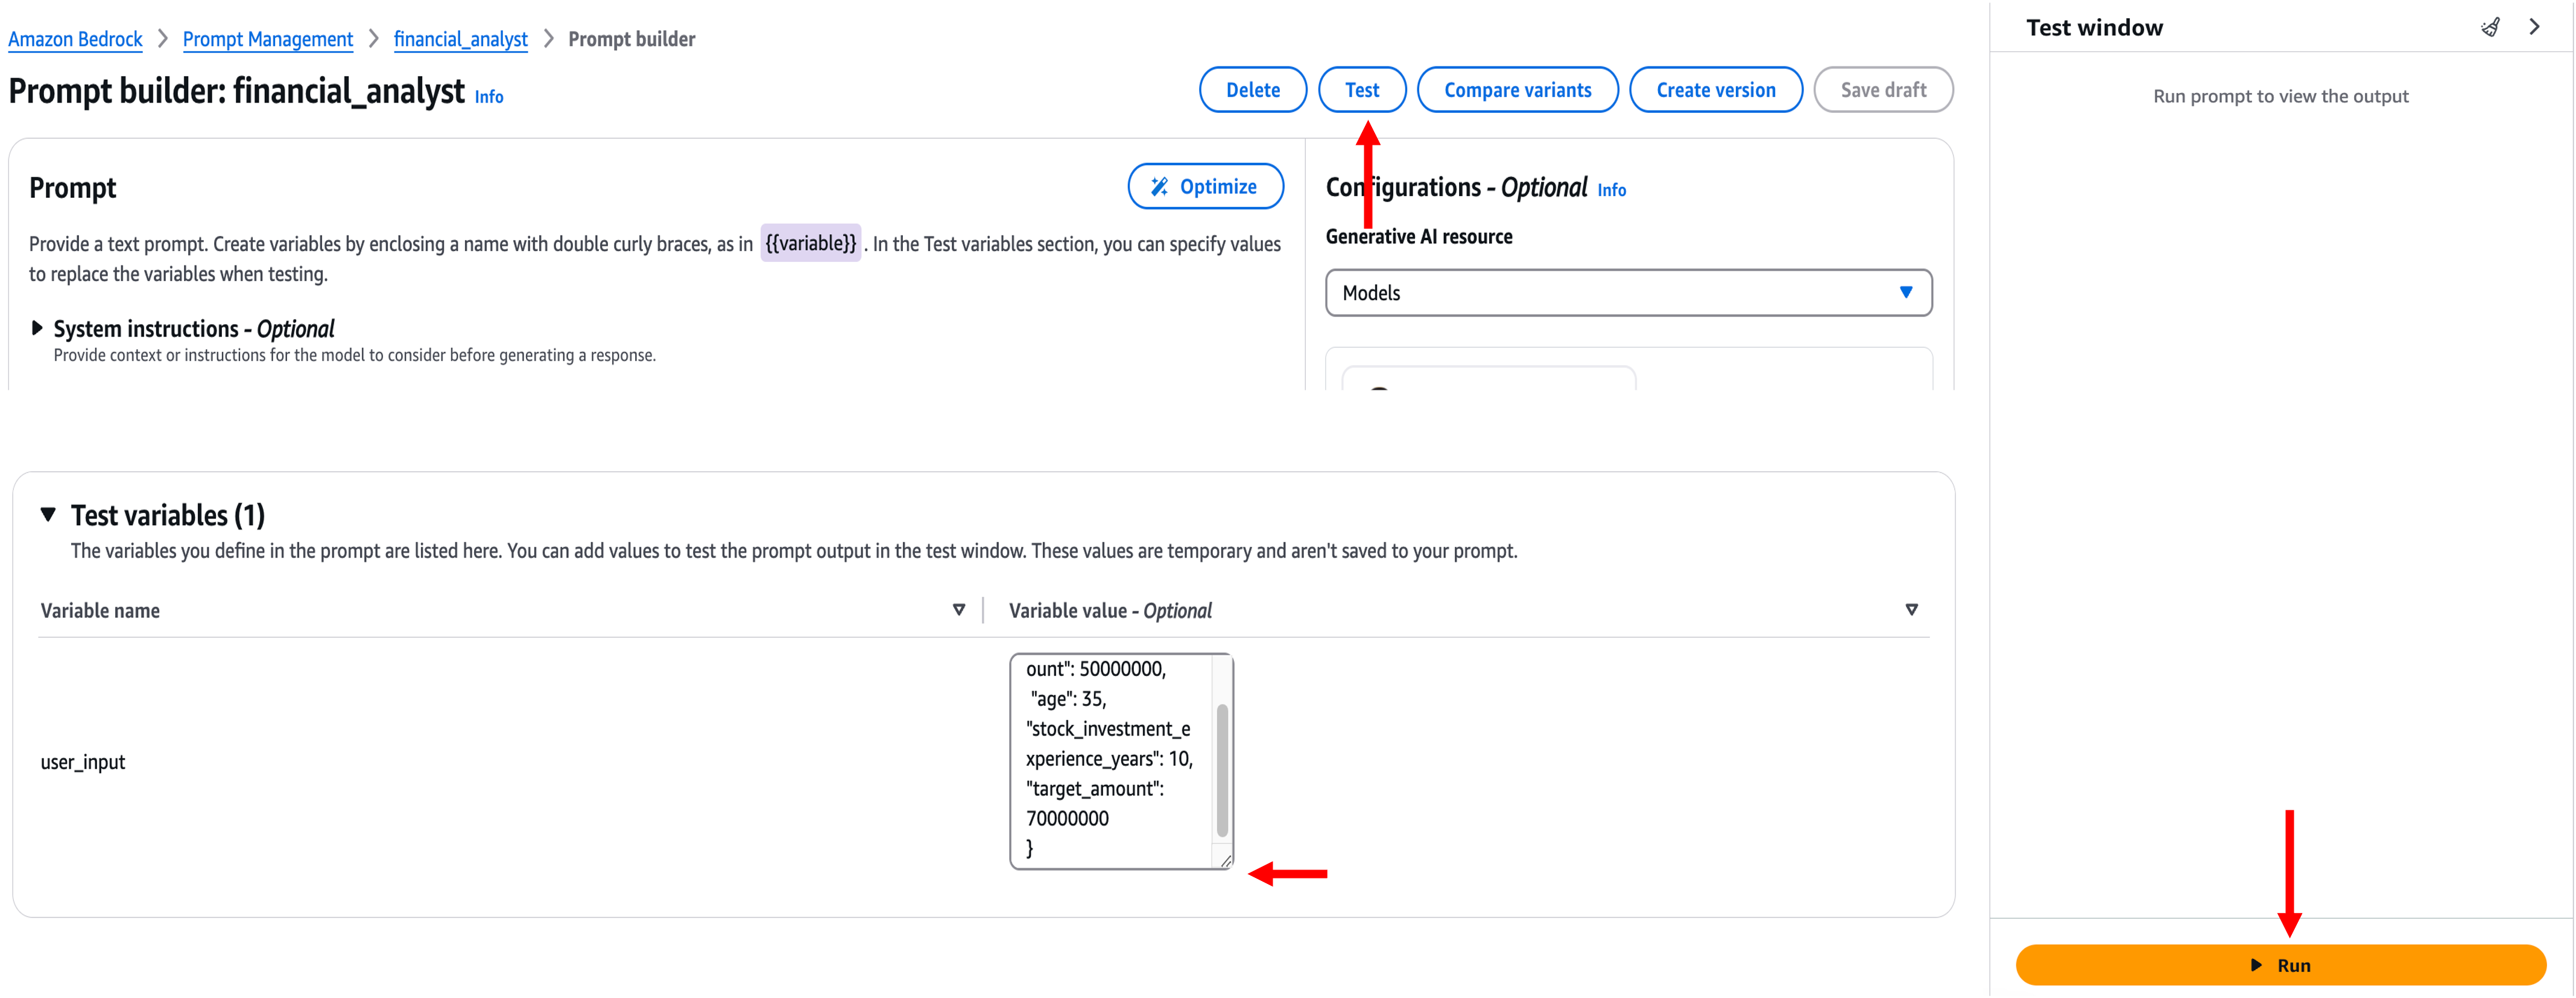 Amazon Bedrock > Prompt Management > financial_analyst > Prompt builder
Prompt builder: financial_analyst Info
Delete
Test
Compare variants
Create version
Save draft
Prompt
Optimize
Provide a text prompt. Create variables by enclosing a name with double curly braces, as in {{variable}} . In the Test variables section, you can specify values
to replace the variables when testing.
System instructions - Optional
Provide context or instructions for the model to consider before generating a response.
Configurations - Optional Info
Generative AI resource
Models
Test variables (1)
The variables you define in the prompt are listed here. You can add values to test the prompt output in the test window. These values are temporary and aren't saved to your prompt.
Variable name
Variable value - Optional
user_input
ount": 50000000,
"age": 35,
"stock_investment_e
xperience_years": 10,
"target_amount":
70000000
}
Test window
Run prompt to view the output
Run